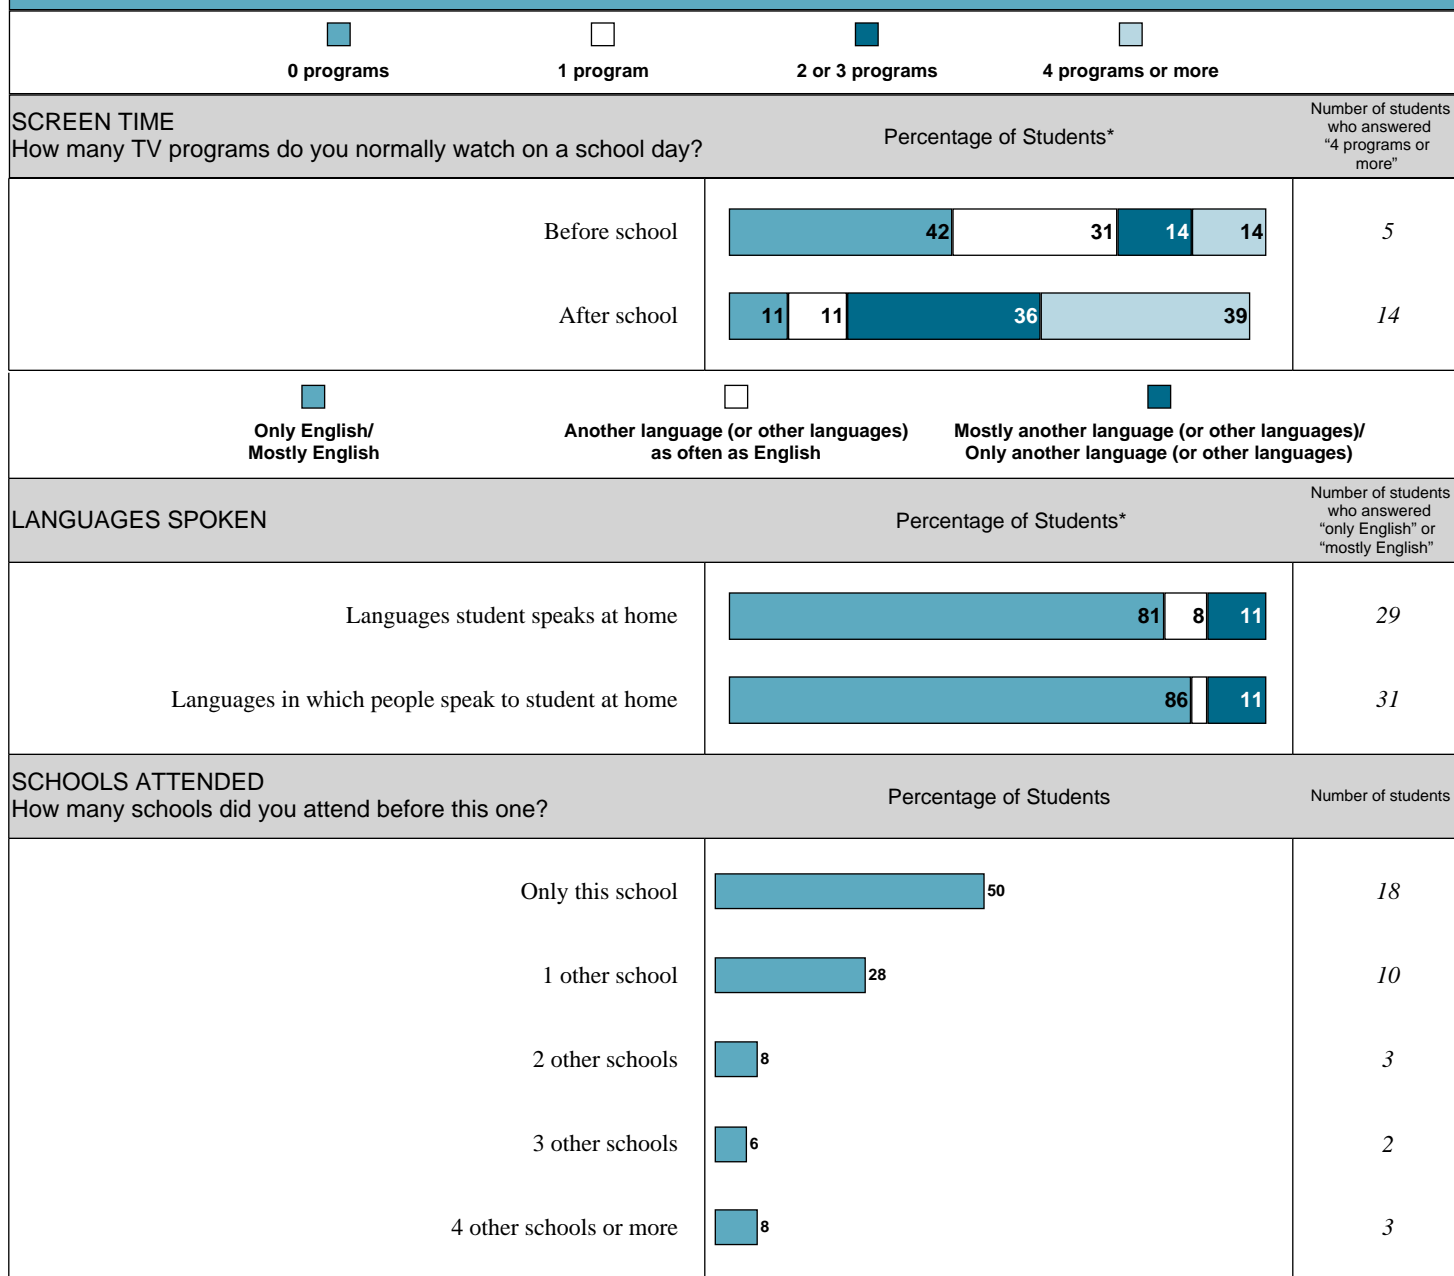 0 programs 1 program 2 or 3 programs 4 programs or more
SCREEN TIME
How many TV programs do you normally watch on a school day?
Percentage of Students*
Number of students
who answered
“4 programs or
more”
Before school 42 31 14 14 5
After school 11 11 36 39 14
Only English/
Mostly English
Another language (or other languages)
as often as English
Mostly another language (or other languages)/
Only another language (or other languages)
LANGUAGES SPOKEN
Percentage of Students*
Number of students
who answered
“only English” or
“mostly English”
Languages student speaks at home 81 8 11 29
Languages in which people speak to student at home 86 11 31
SCHOOLS ATTENDED
How many schools did you attend before this one?
Percentage of Students
Number of students
Only this school 50 18
1 other school 28 10
2 other schools 8 3
3 other schools 6 2
4 other schools or more 8 3